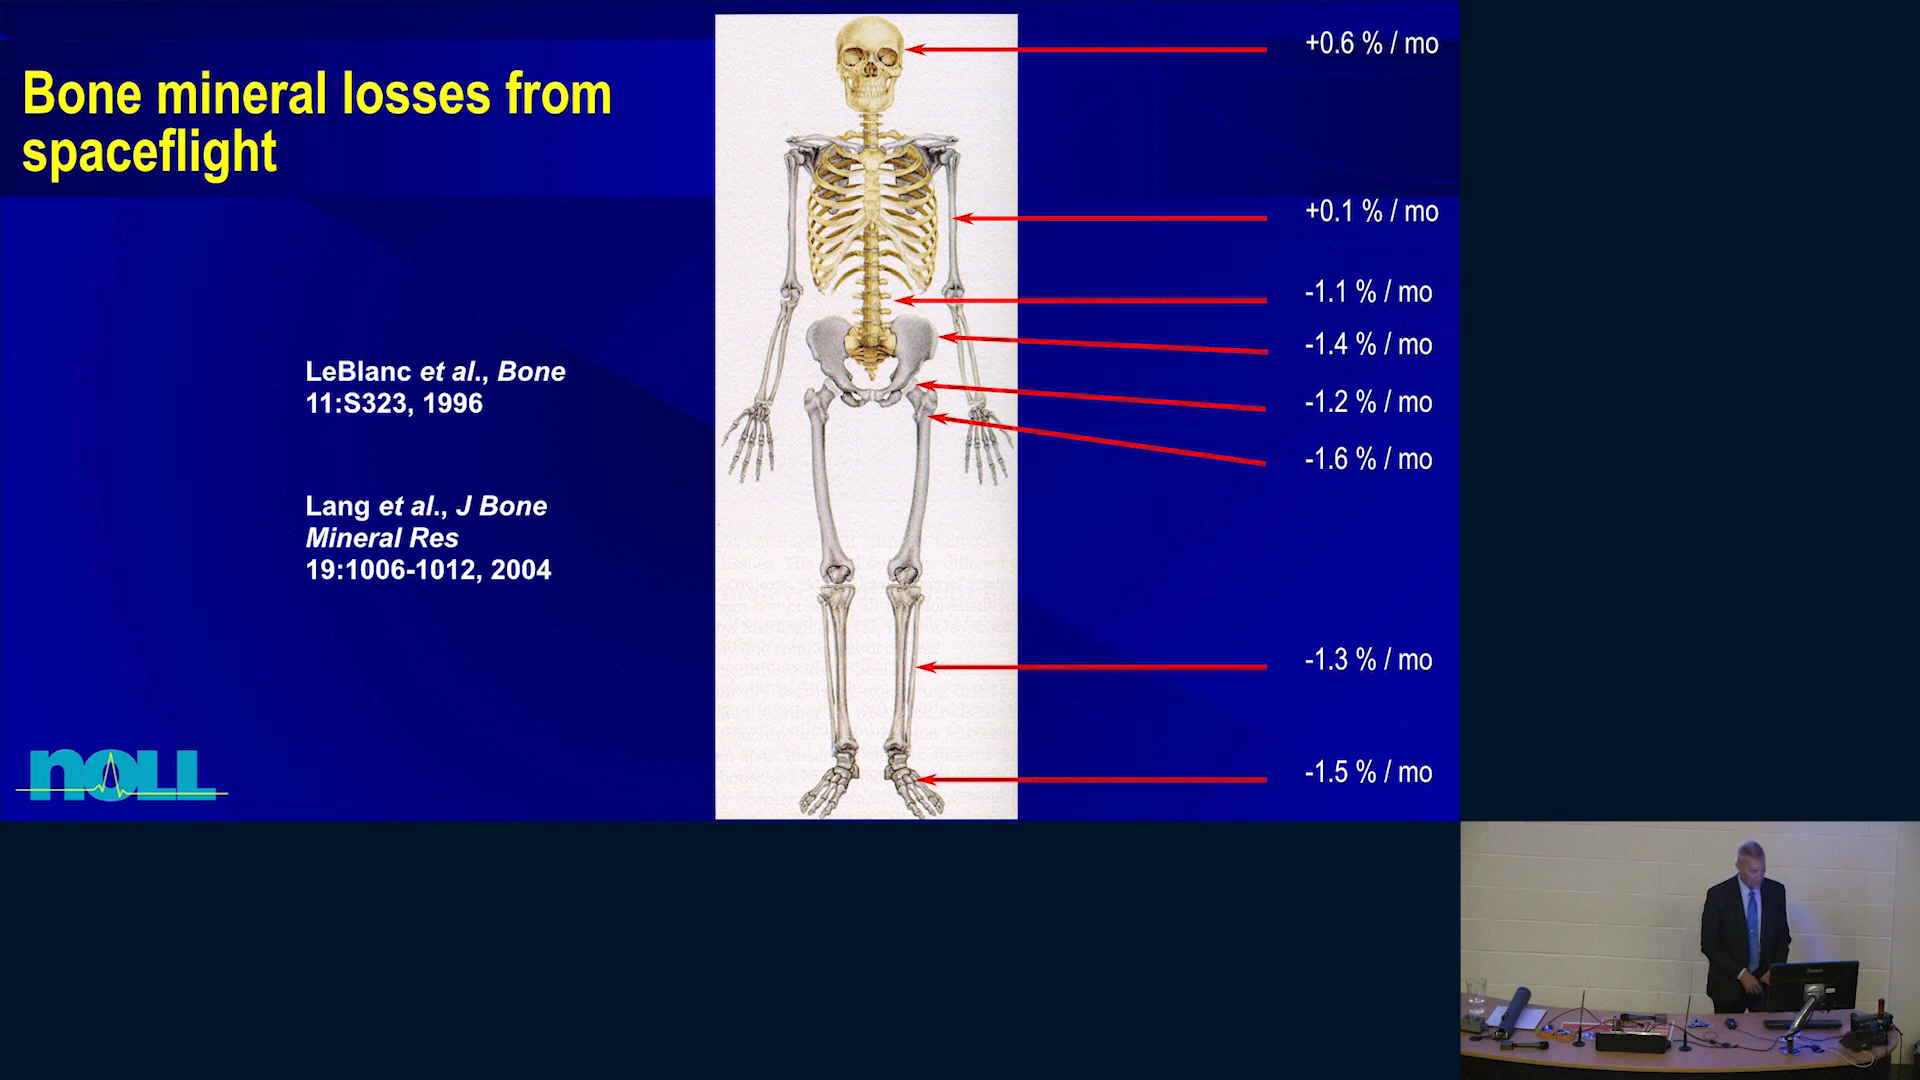 Bone mineral losses from
spaceflight
+0.6 % / mo
+0.1 % / mo
-1.1 % / mo
-1.4 % / mo
-1.2 % / mo
-1.6 % / mo
-1.3 % / mo
-1.5 % / mo
LeBlanc et al., Bone
11:S323, 1996
Lang et al., J Bone
Mineral Res
19:1006-1012, 2004
nOLL